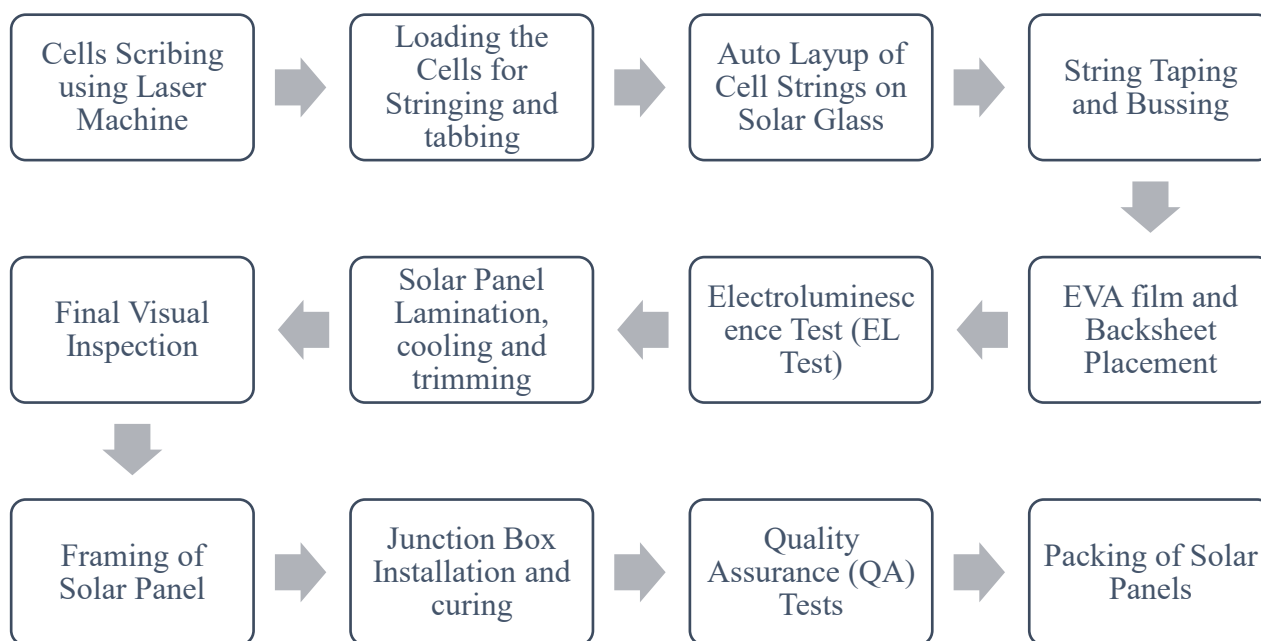 Cells Scribing
using Laser
Machine
Loading the
Cells for
Stringing and
tabbing
Auto Layup of
Cell Strings on
Solar Glass
String Taping
and Bussing
EVA film and
Backsheet
Placement
Electroluminesc
ence Test (EL
Test)
Solar Panel
Lamination,
cooling and
trimming
Final Visual
Inspection
Framing of
Solar Panel
Junction Box
Installation and
curing
Quality
Assurance (QA)
Tests
Packing of Solar
Panels